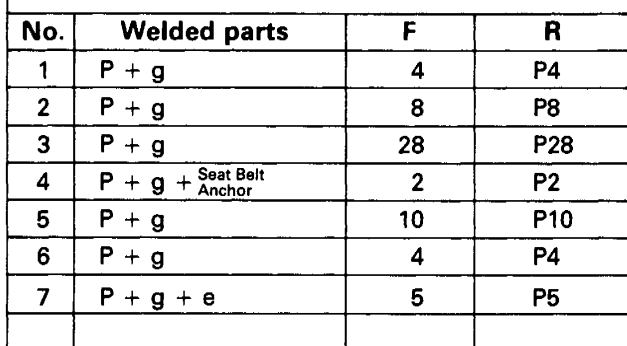 No. Welded parts F R
1 P + g 4 P4
2 P + g 8 P8
3 P + g 28 P28
4 P + g + Seat Belt Anchor 2 P2
5 P + g 10 P10
6 P + g 4 P4
7 P + g + e 5 P5